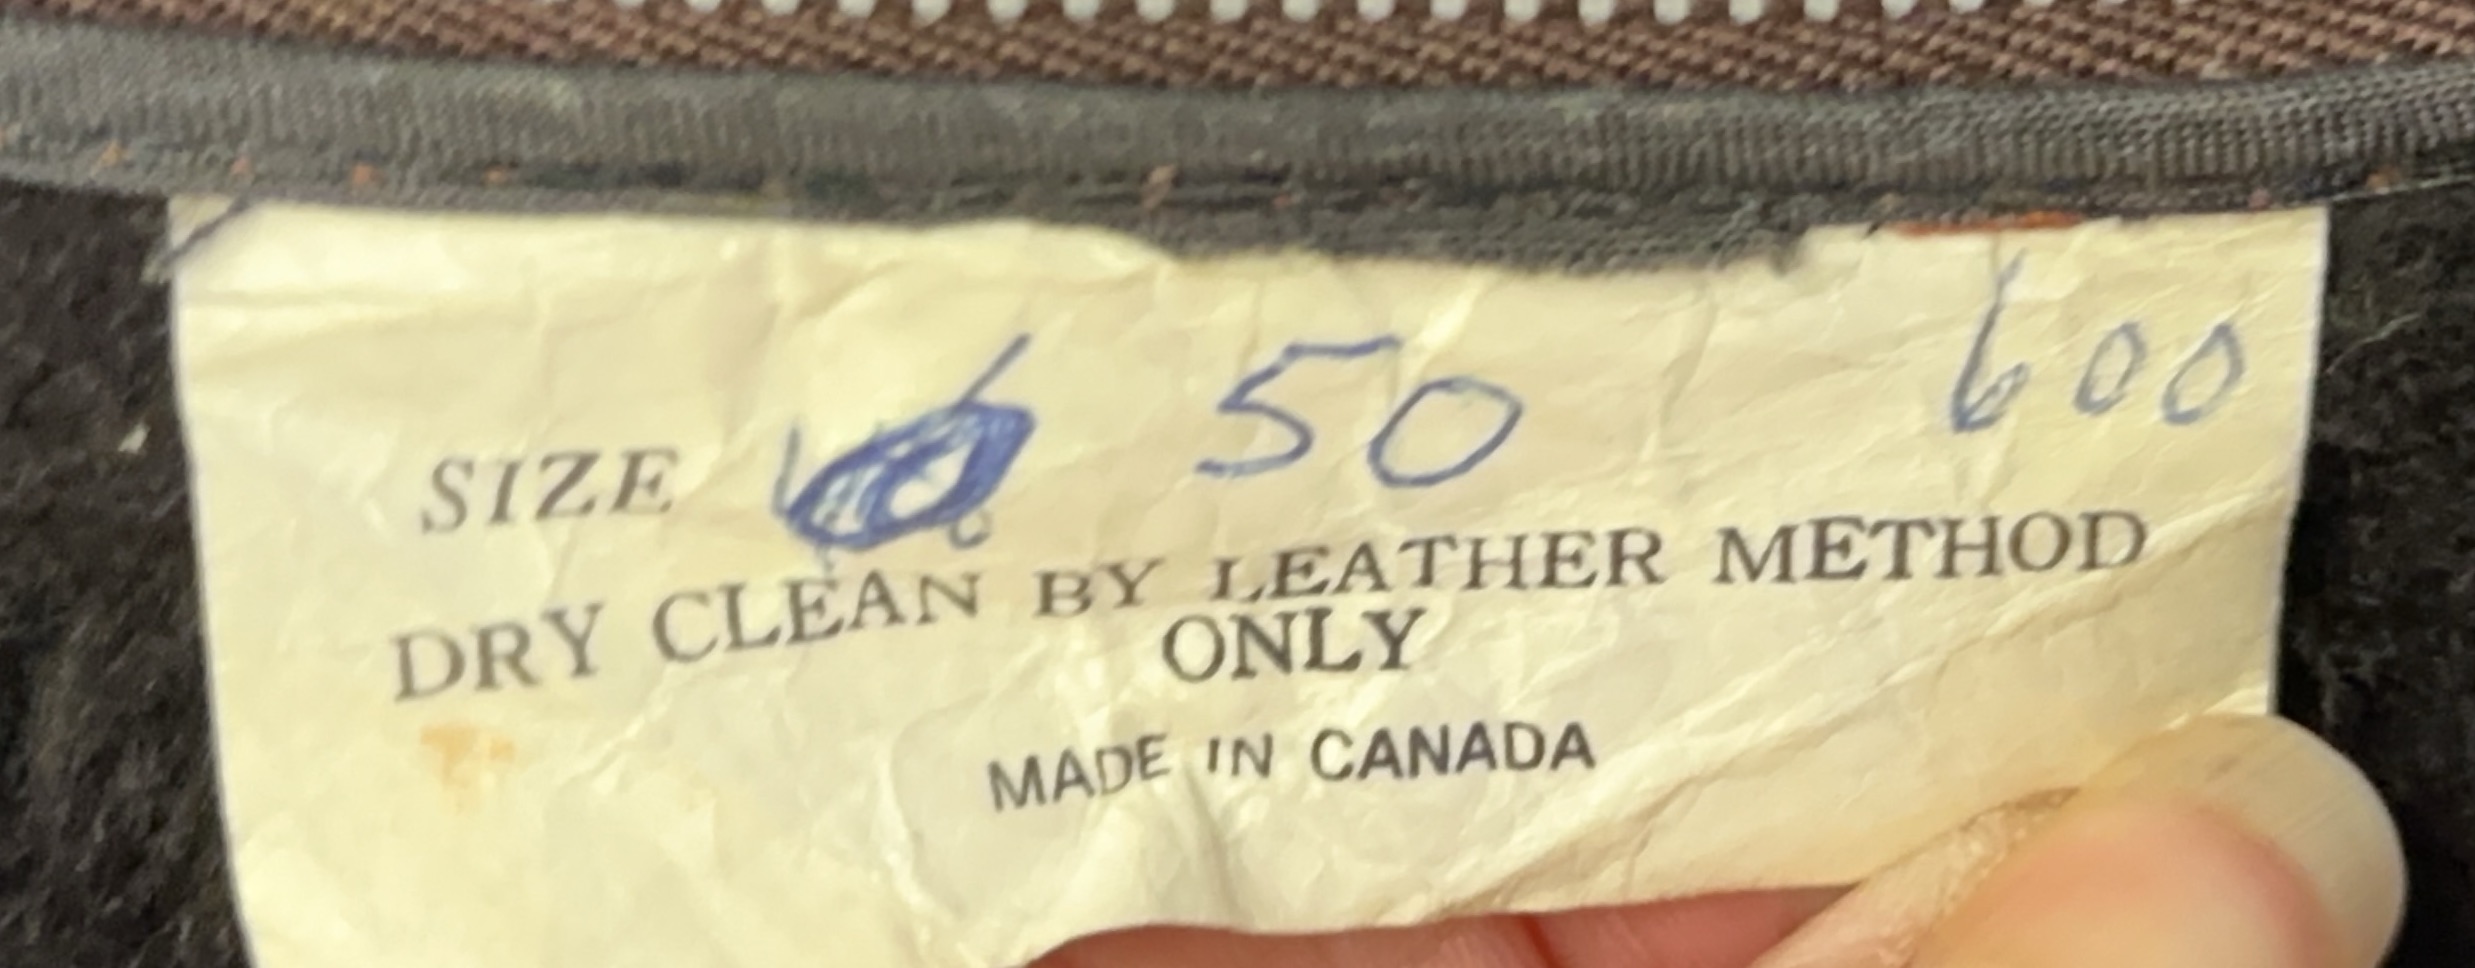 600
SIZE 50
DRY CLEAN BY LEATHER METHOD
ONLY
MADE IN CANADA